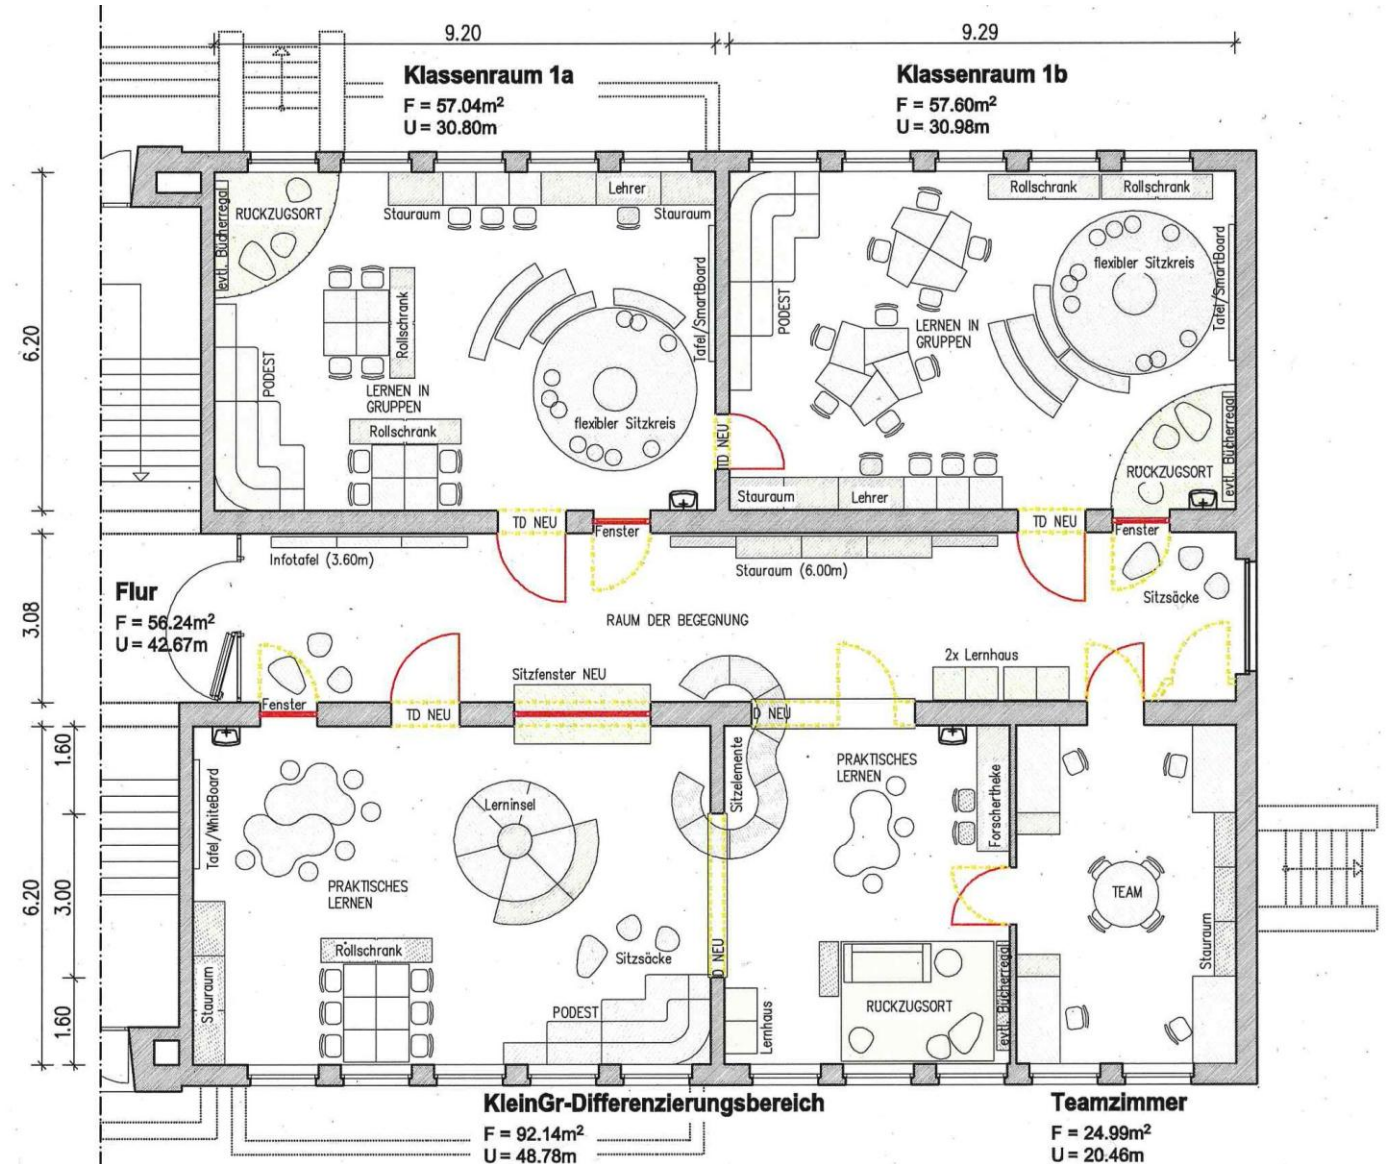 9.20
9.29
Klassenraum 1a
F = 57.04m²
U = 30.80m
Klassenraum 1b
F = 57.60m²
U = 30.98m
RÜCKZUGSORT
evtl. Bücherregal
Stauraum
Lehrer
Stauraum
Rollschrank
Rollschrank
flexibler Sitzkreis
Tafel/SmartBoard
PODEST
LERNEN IN
GRUPPEN
Rollschrank
Tafel/SmartBoard
PODEST
LERNEN IN
GRUPPEN
Rollschrank
flexibler Sitzkreis
TD NEU
RÜCKZUGSORT
evtl. Bücherregal
Stauraum
Lehrer
6.20
TD NEU
Fenster
TD NEU
Fenster
Infotafel (3.60m)
Stauraum (6.00m)
Sitzsäcke
Flur
F = 56.24m²
U = 42.67m
3.08
RAUM DER BEGEGNUNG
Sitzfenster NEU
2x Lernhaus
Fenster
TD NEU
D NEU
1.60
Tafel/WhiteBoard
Lerninsel
Sitzelemente
PRAKTISCHES
LERNEN
Forschertheke
6.20
3.00
PRAKTISCHES
LERNEN
TEAM
Rollschrank
Sitzsäcke
D NEU
Stauraum
Stauraum
PODEST
RÜCKZUGSORT
evtl. Bücherregal
Lernhaus
1.60
KleinGr-Differenzierungsbereich
F = 92.14m²
U = 48.78m
Teamzimmer
F = 24.99m²
U = 20.46m